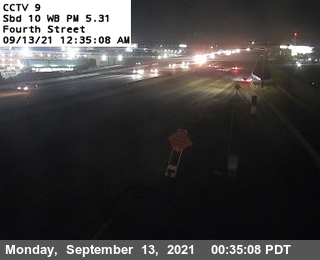 CCTV 9
Sbd 10 WB PM 5.31
Fourth Street
09/13/21 12:35:08 AM
Monday, September 13, 2021 00:35:08 PDT